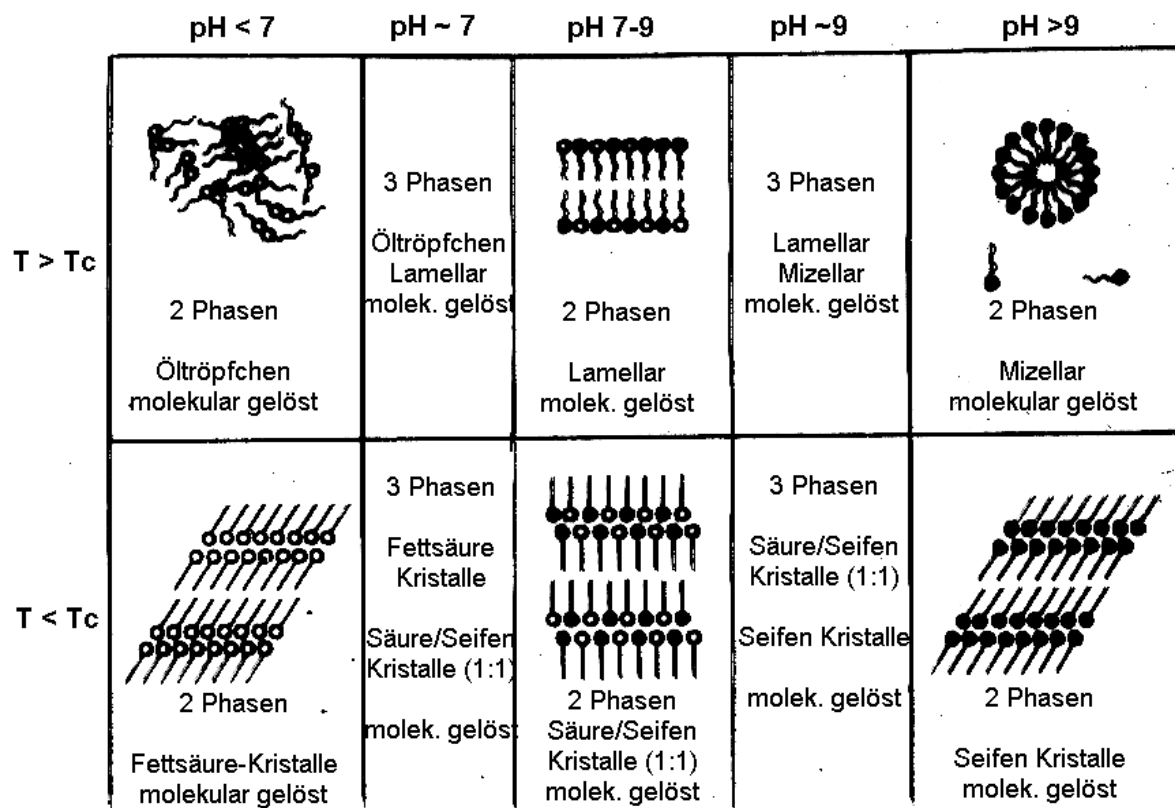 pH < 7
pH ~ 7
pH 7-9
pH ~9
pH >9
T > Tc
2 Phasen
Öltröpfchen
molekular gelöst
3 Phasen
Öltröpfchen
Lamellar
molek. gelöst
2 Phasen
Lamellar
molek. gelöst
3 Phasen
Lamellar
Mizellar
molek. gelöst
2 Phasen
Mizellar
molekular gelöst
T < Tc
2 Phasen
Fettsäure-Kristalle
molekular gelöst
3 Phasen
Fettsäure
Kristalle
Säure/Seifen
Kristalle (1:1)
molek. gelöst
2 Phasen
Säure/Seifen
Kristalle (1:1)
molek. gelöst
3 Phasen
Säure/Seifen
Kristalle (1:1)
Seifen Kristalle
molek. gelöst
2 Phasen
Seifen Kristalle
molek. gelöst